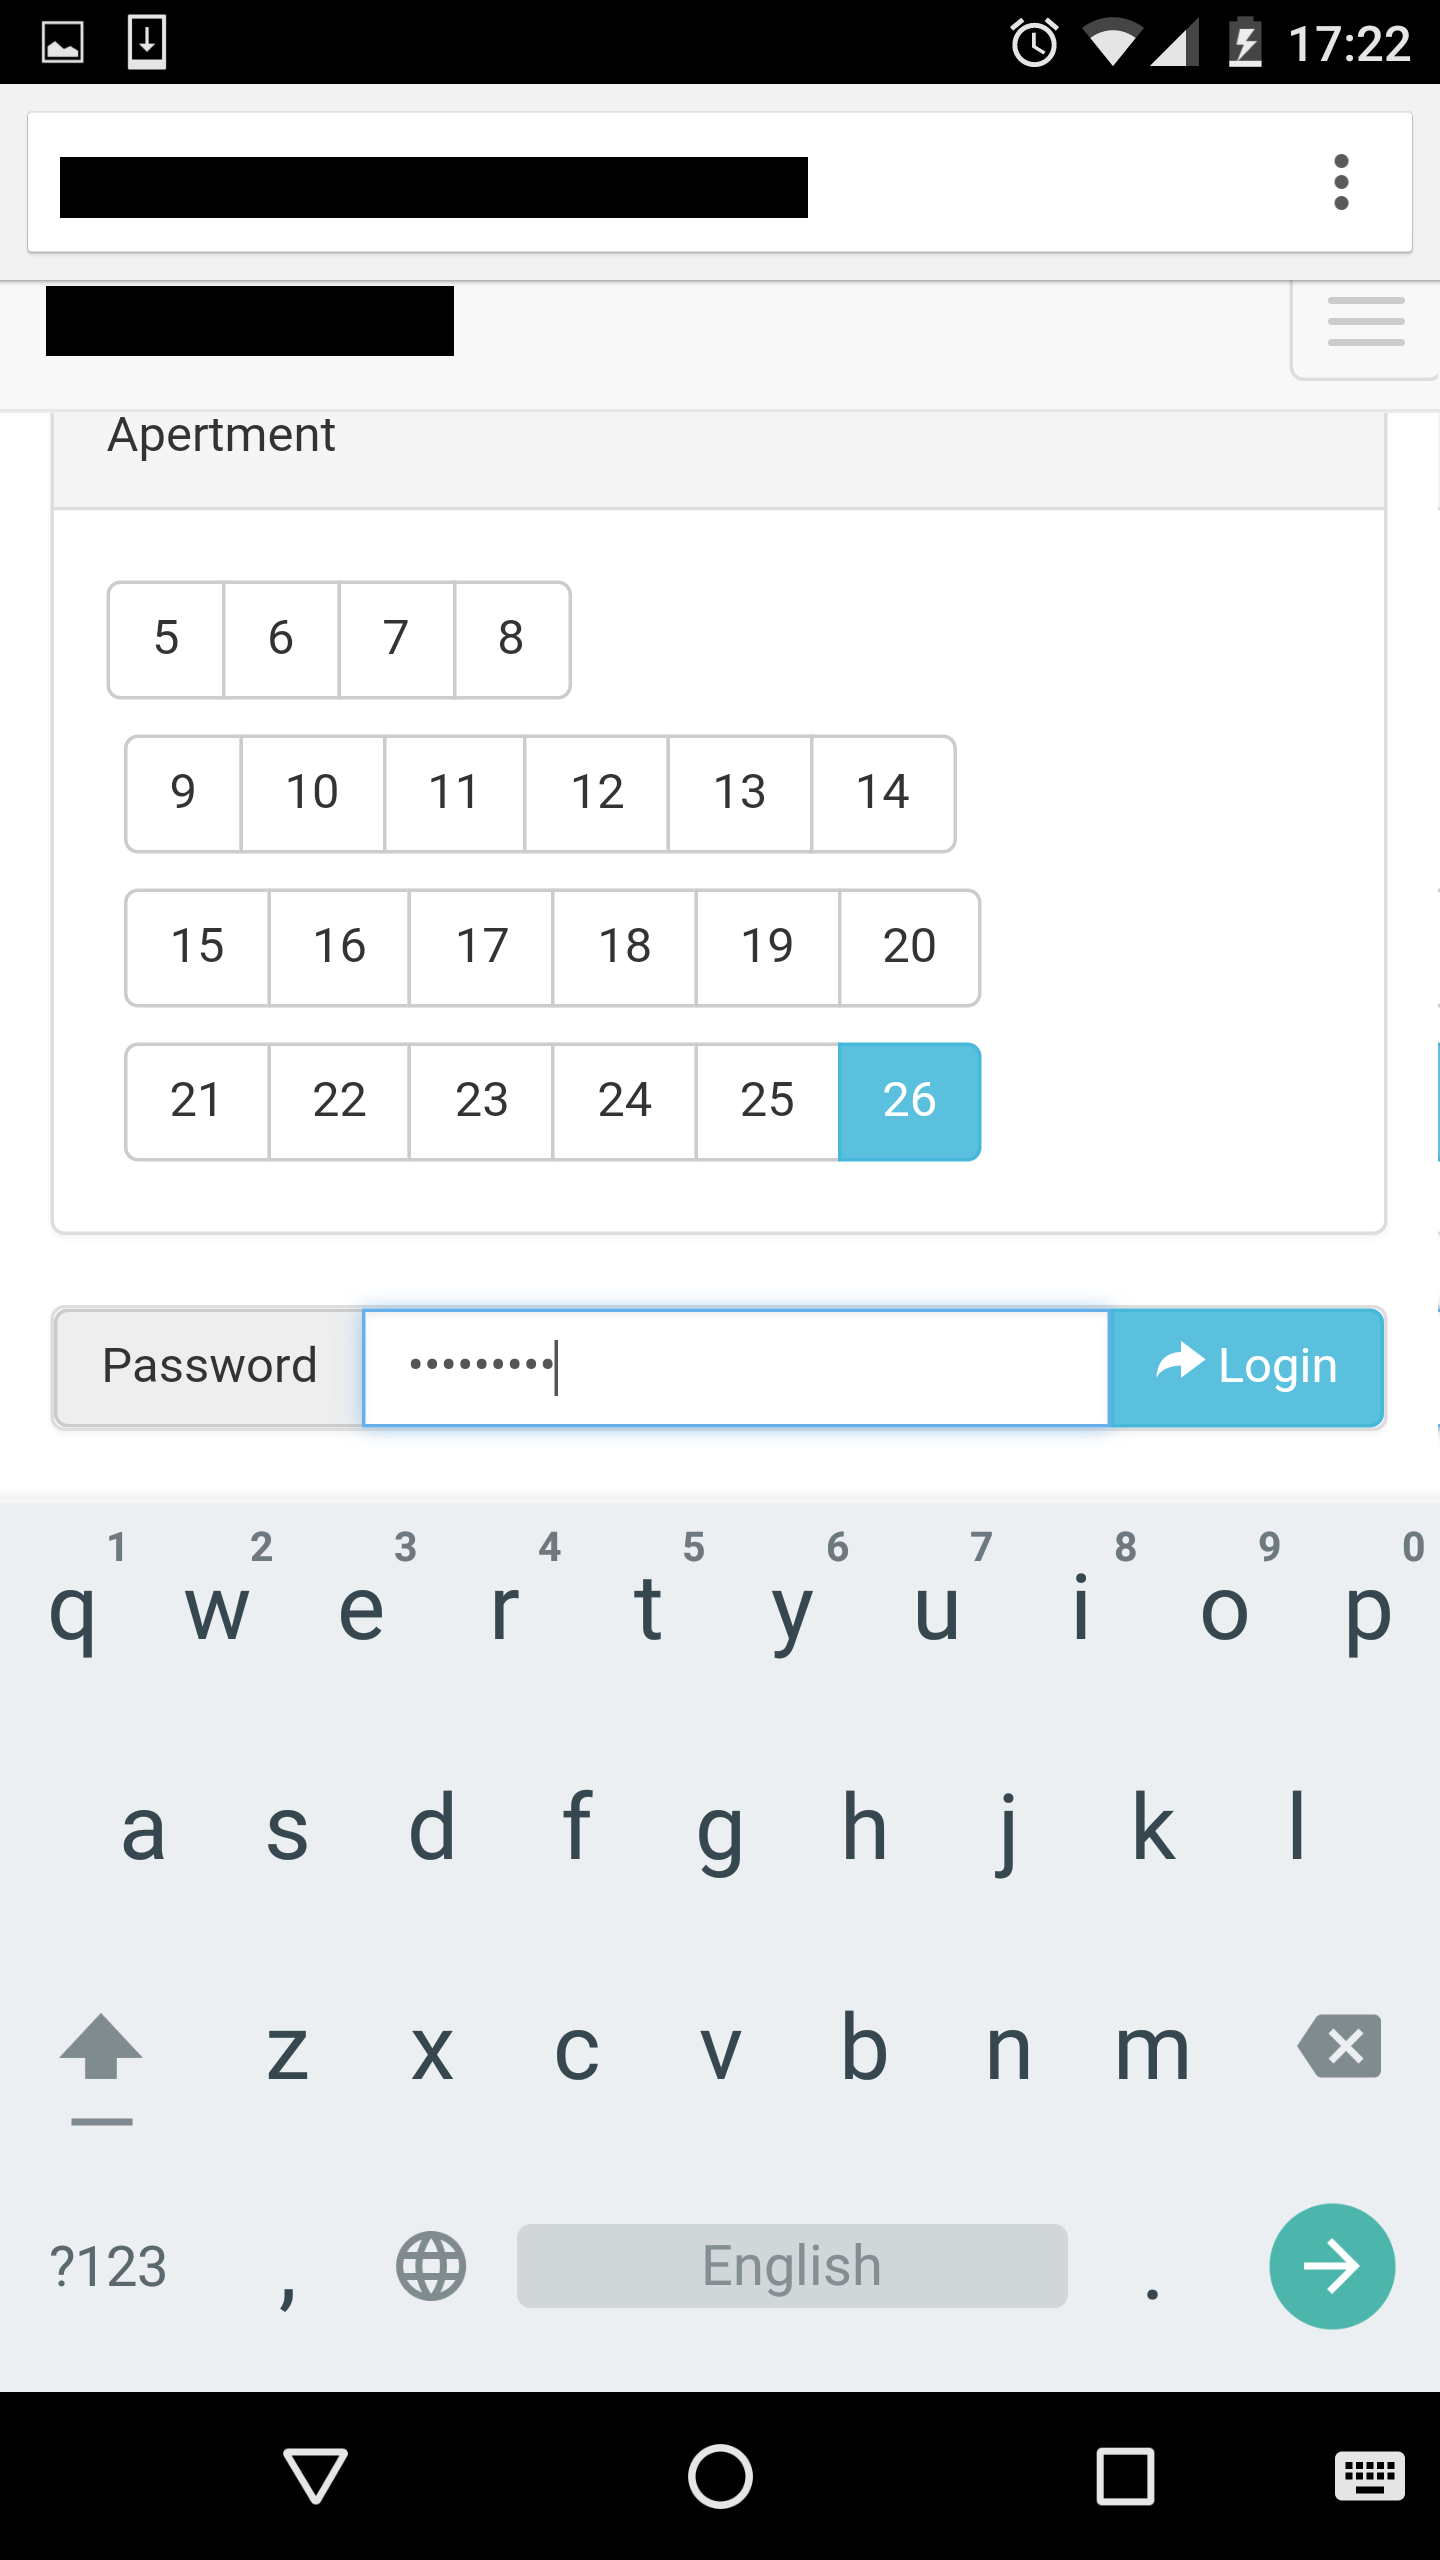 17:22
Apertment
5 6 7 8
9 10 11 12 13 14
15 16 17 18 19 20
21 22 23 24 25 26
Password ••••••••• Login
1 2 3 4 5 6 7 8 9 0
q w e r t y u i o p
a s d f g h j k l
z x c v b n m
?123 , English .